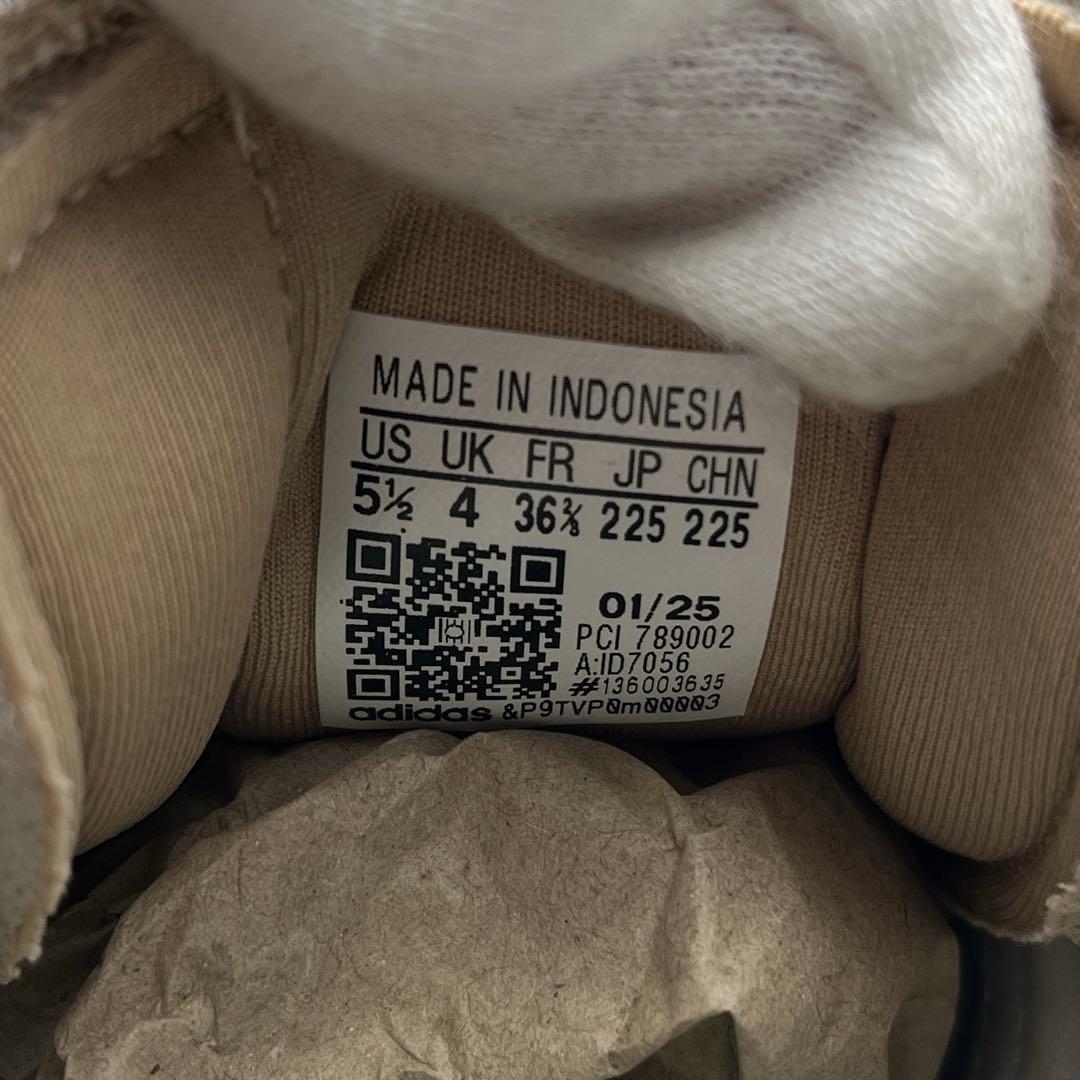 MADE IN INDONESIA
US UK FR JP CHN
5½ 4 36⅔ 225 225
01/25
PCI 789002
A:ID7056
#136003635
adidas &P9TVP0m00003